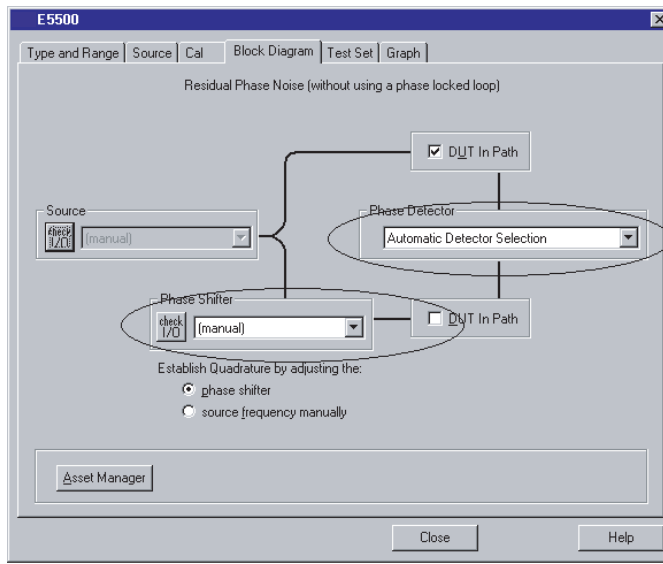 E5500
Type and Range Source Cal Block Diagram Test Set Graph
Residual Phase Noise (without using a phase locked loop)
DUT In Path
Source
check I/O
(manual)
Phase Detector
Automatic Detector Selection
Phase Shifter
check I/O
(manual)
DUT In Path
Establish Quadrature by adjusting the:
phase shifter
source frequency manually
Asset Manager
Close Help